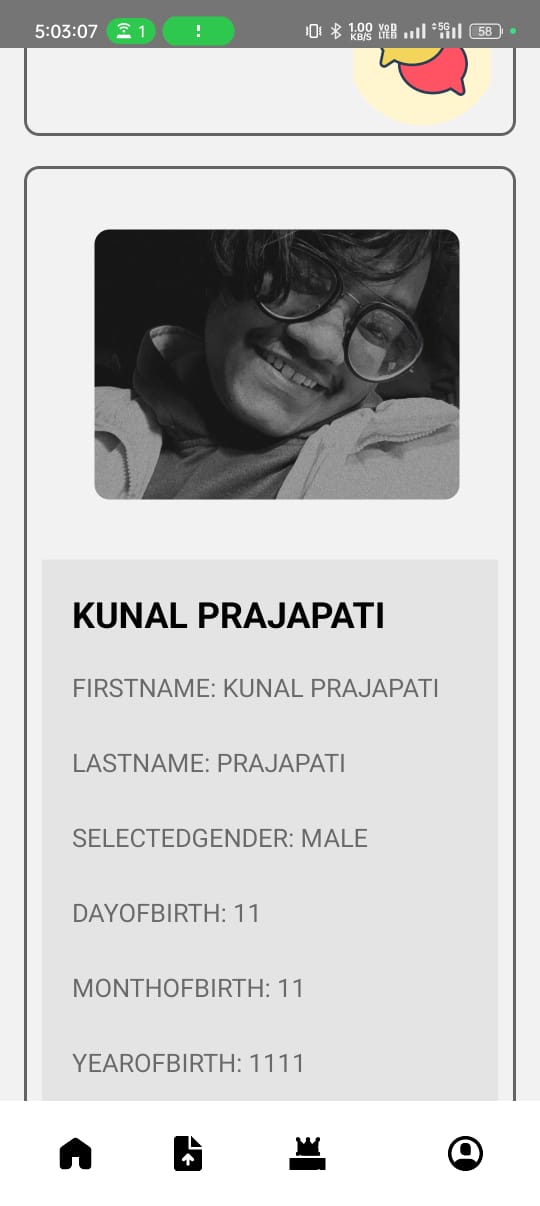 5:03:07 1 ! 1.00 KB/S VoD LTE 5G 58
KUNAL PRAJAPATI
FIRSTNAME: KUNAL PRAJAPATI
LASTNAME: PRAJAPATI
SELECTEDGENDER: MALE
DAYOFBIRTH: 11
MONTHOFBIRTH: 11
YEAROFBIRTH: 1111